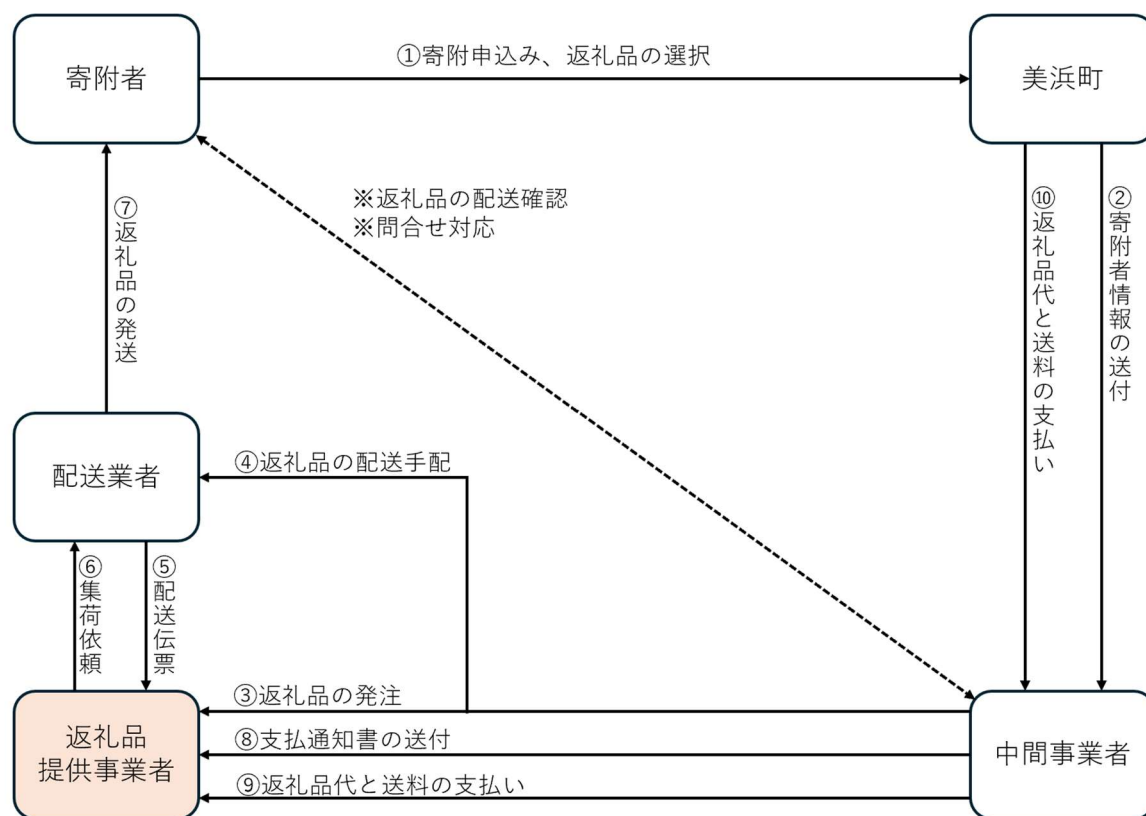 寄附者
①寄附申込み、返礼品の選択
美浜町
※返礼品の配送確認
※問合せ対応
⑦返礼品の発送
⑩返礼品代と送料の支払い
②寄附者情報の送付
配送業者
④返礼品の配送手配
⑥集荷依頼
⑤配送伝票
③返礼品の発注
⑧支払通知書の送付
⑨返礼品代と送料の支払い
返礼品
提供事業者
中間事業者